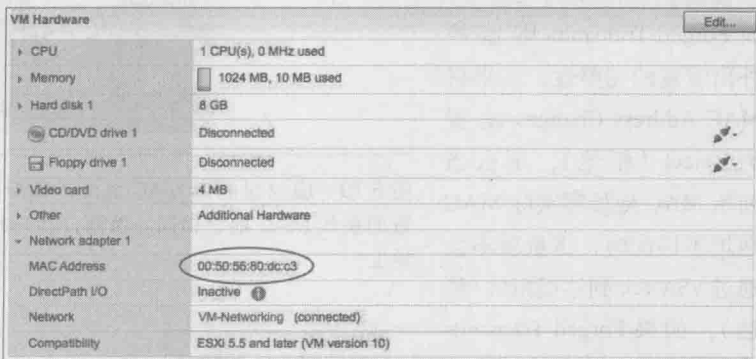 VM Hardware
Edit...
CPU 1 CPU(s), 0 MHz used
Memory 1024 MB, 10 MB used
Hard disk 1 8 GB
CD/DVD drive 1 Disconnected
Floppy drive 1 Disconnected
Video card 4 MB
Other Additional Hardware
Network adapter 1
MAC Address 00:50:56:80:dc:c3
DirectPath I/O Inactive
Network VM-Networking (connected)
Compatibility ESXi 5.5 and later (VM version 10)